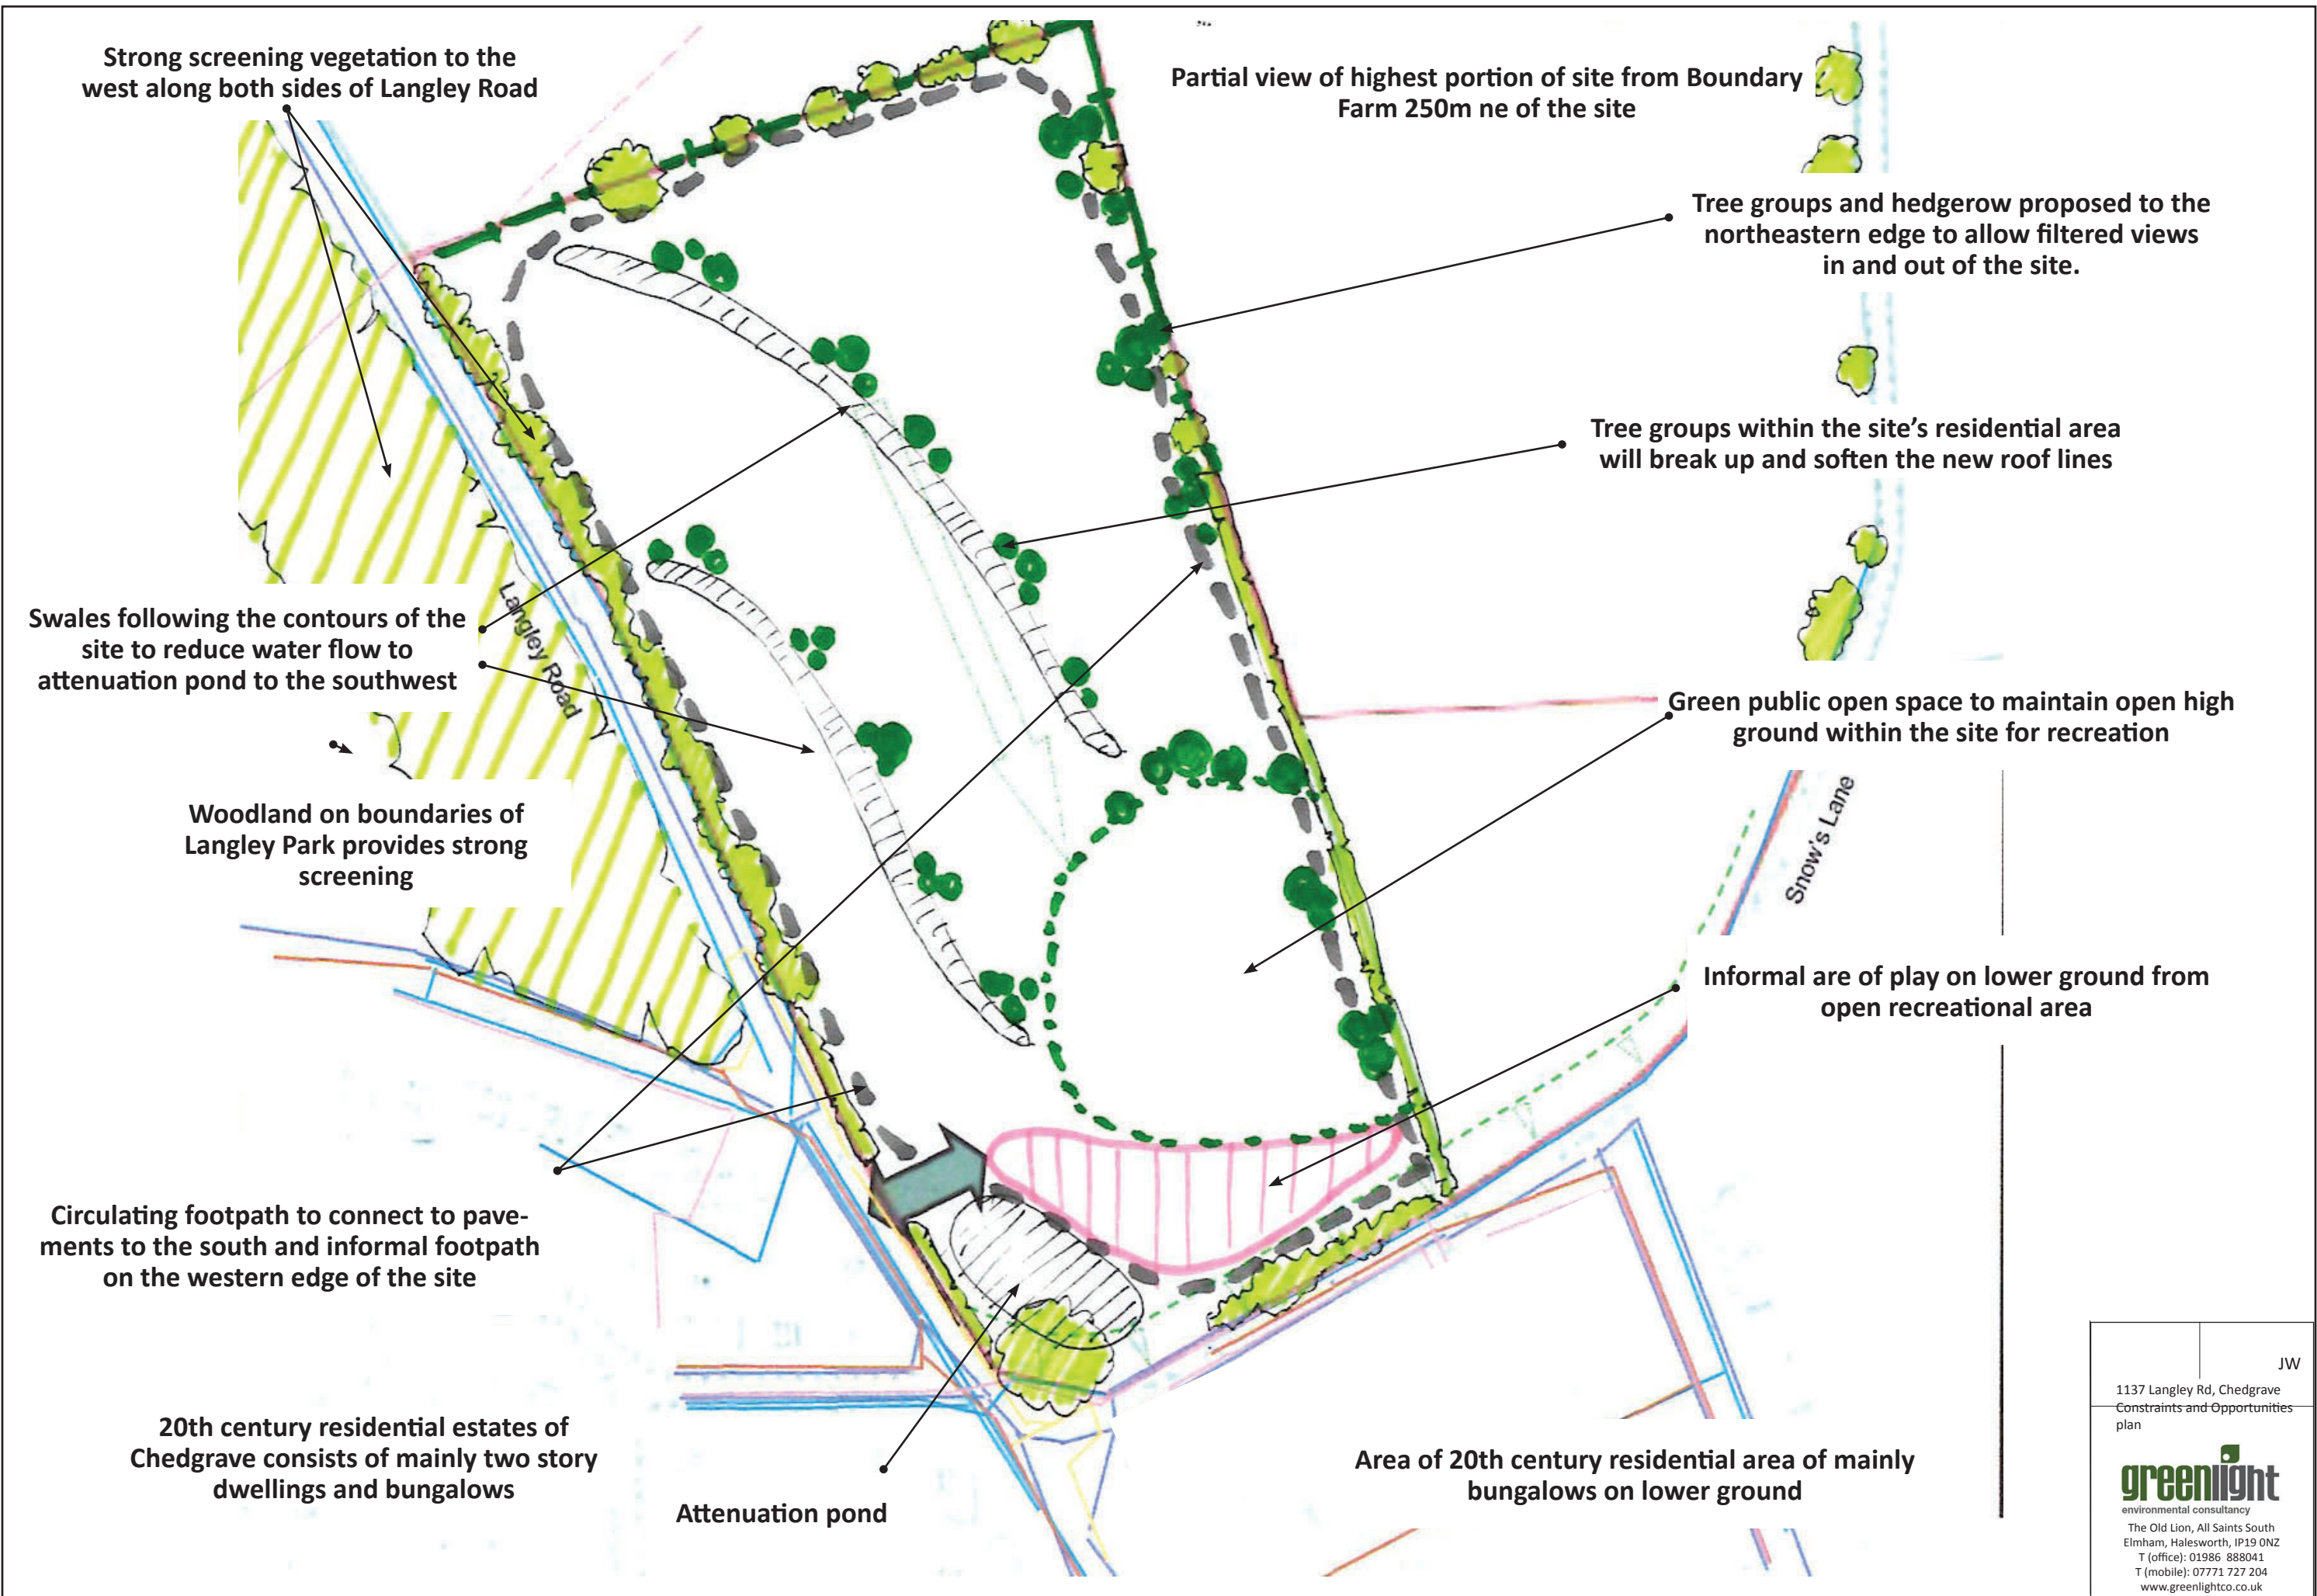 Strong screening vegetation to the
west along both sides of Langley Road
Partial view of highest portion of site from Boundary
Farm 250m ne of the site
Tree groups and hedgerow proposed to the
northeastern edge to allow filtered views
in and out of the site.
Tree groups within the site's residential area
will break up and soften the new roof lines
Langley Road
Swales following the contours of the
site to reduce water flow to
attenuation pond to the southwest
Green public open space to maintain open high
ground within the site for recreation
Woodland on boundaries of
Langley Park provides strong
screening
Snow's Lane
Informal are of play on lower ground from
open recreational area
Circulating footpath to connect to pave-
ments to the south and informal footpath
on the western edge of the site
20th century residential estates of
Chedgrave consists of mainly two story
dwellings and bungalows
Attenuation pond
Area of 20th century residential area of mainly
bungalows on lower ground
JW
1137 Langley Rd, Chedgrave
Constraints and Opportunities
plan
greenlight
environmental consultancy
The Old Lion, All Saints South
Elmham, Halesworth, IP19 0NZ
T (office): 01986 888041
T (mobile): 07771 727 204
www.greenlightco.co.uk